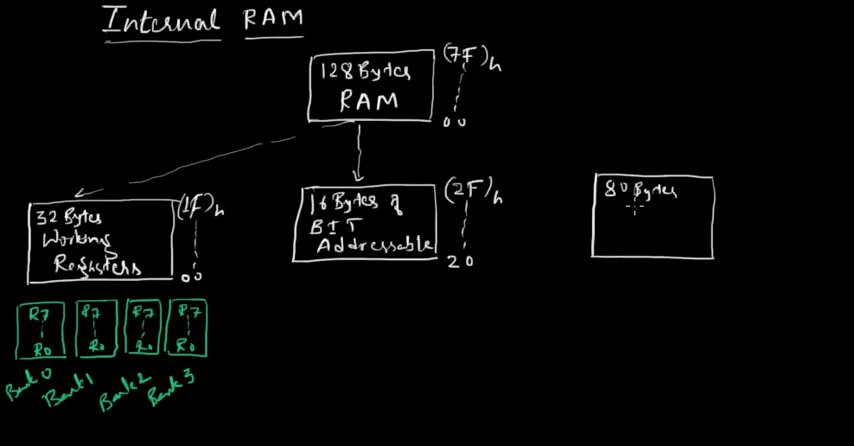 Internal RAM
128 Bytes
RAM
(7F)h
00
32 Bytes
Working
Registers
(1F)h
00
16 Bytes of
BIT
Addressable
(2F)h
20
80 Bytes
R7
R0
Bank 0
R7
R0
Bank 1
R7
R0
Bank 2
R7
R0
Bank 3